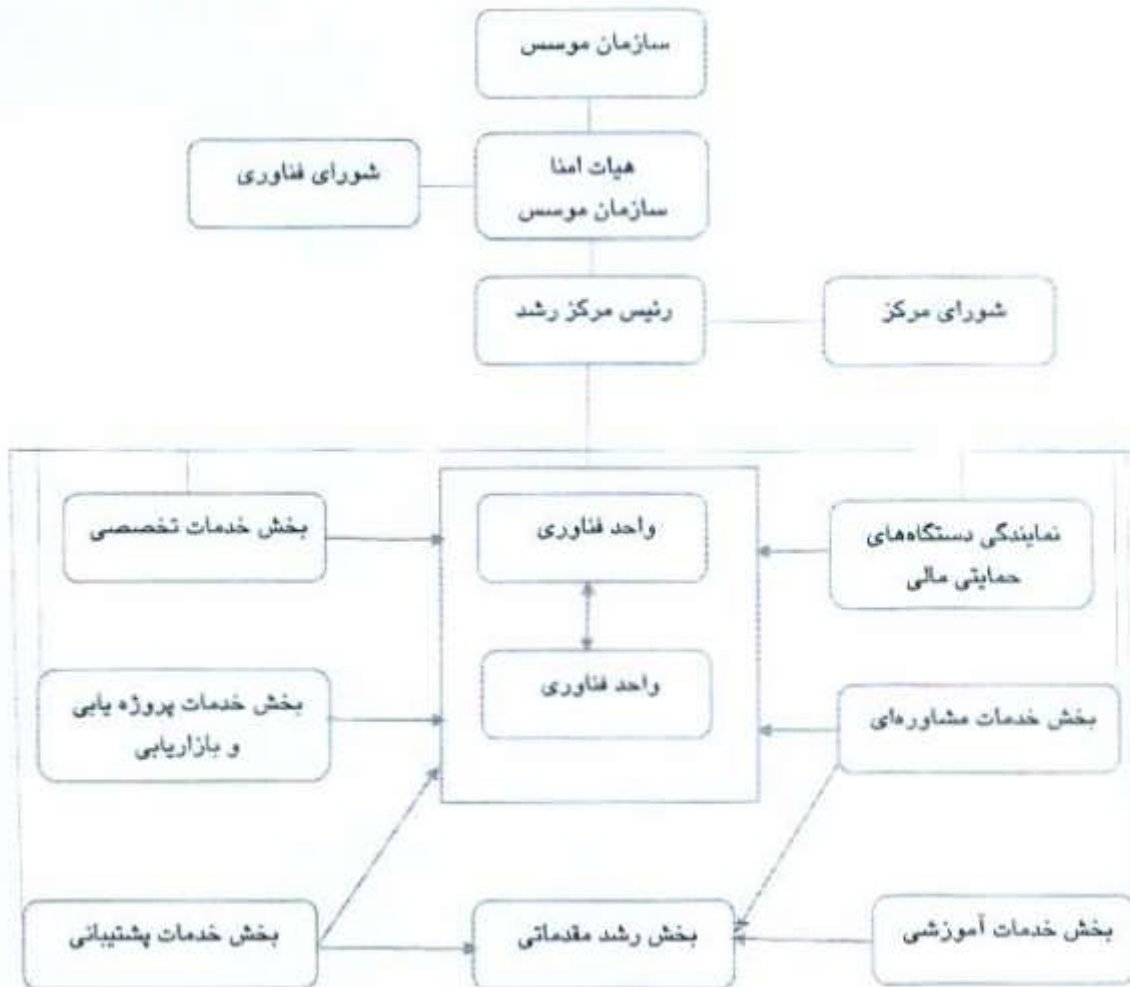 سازمان موسس
هیات امنا
سازمان موسس
شورای فناوری
رئیس مرکز رشد
شورای مرکز
نمایندگی دستگاه‌های
حمایتی مالی
واحد فناوری
بخش خدمات تخصصی
واحد فناوری
بخش خدمات مشاوره‌ای
بخش خدمات پروژه یابی
و بازاریابی
بخش خدمات آموزشی
بخش رشد مقدماتی
بخش خدمات پشتیبانی